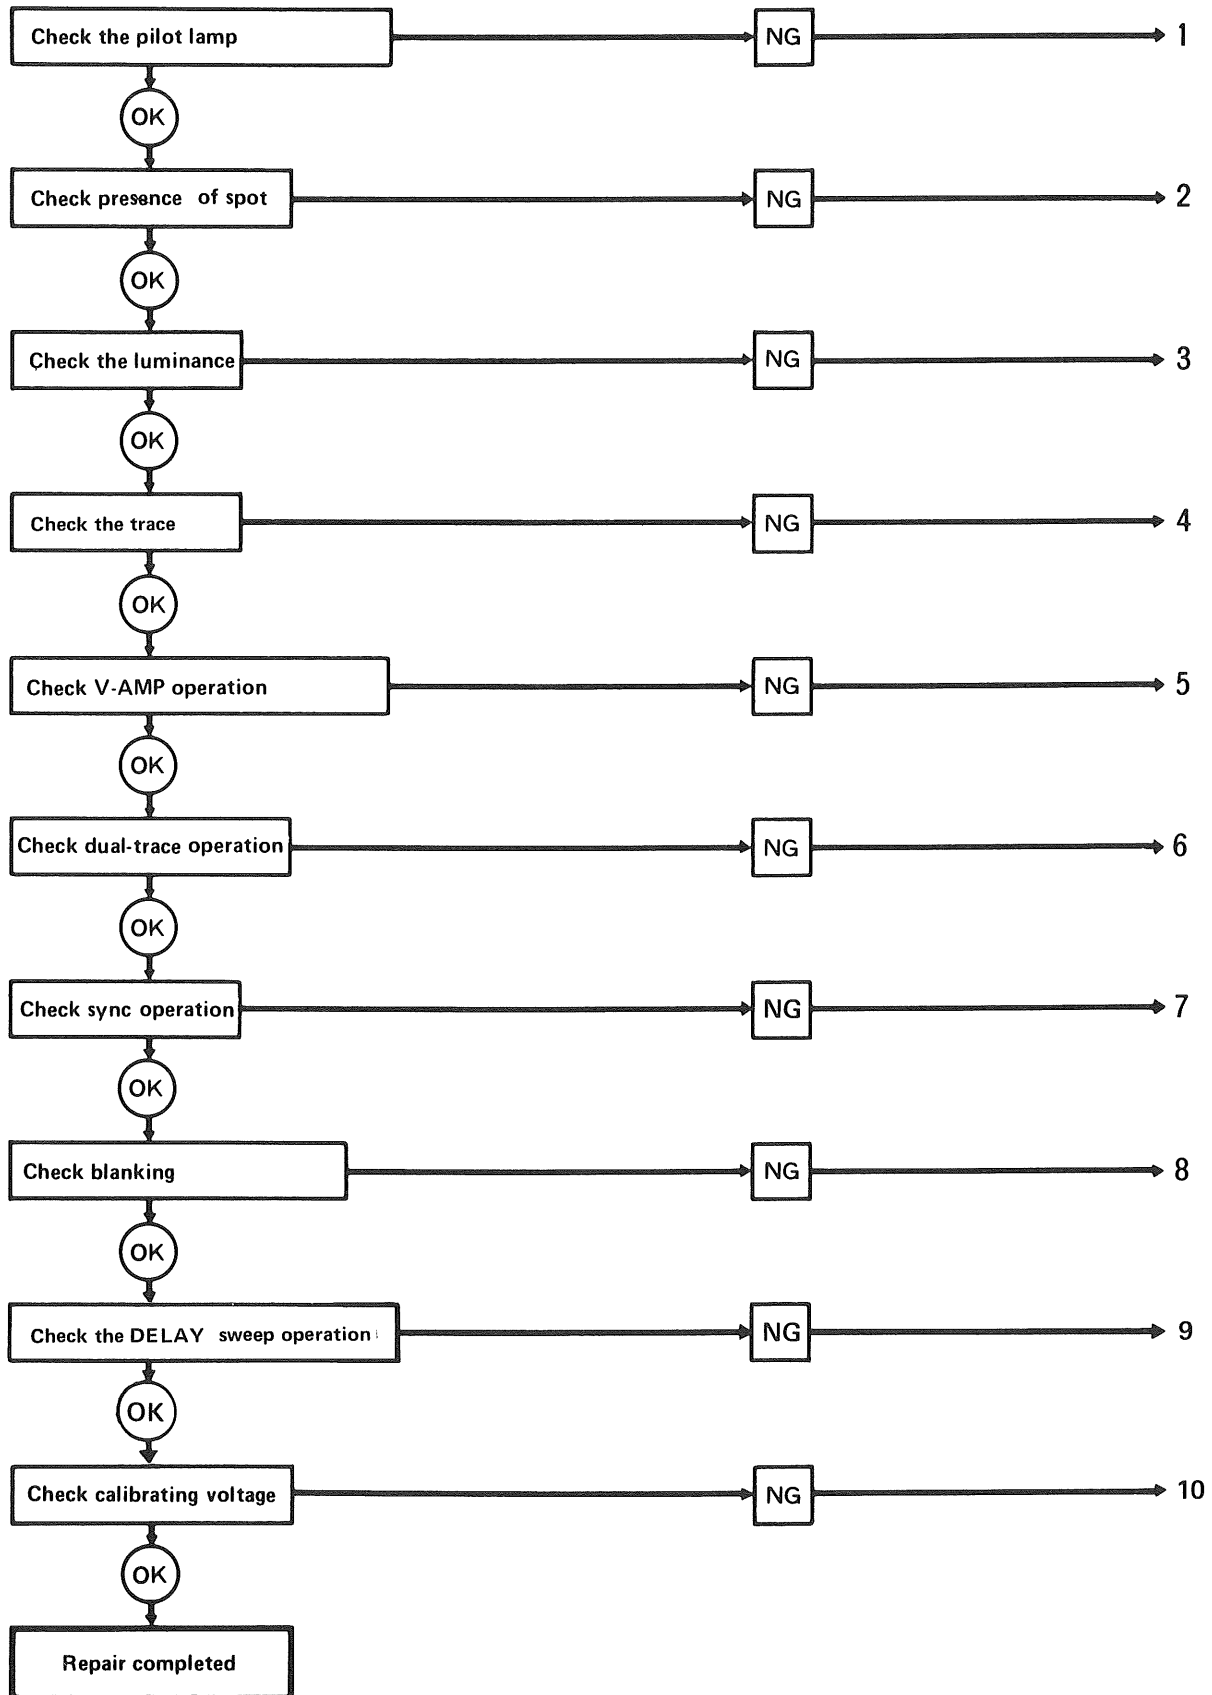 Check the pilot lamp NG 1
OK
Check presence of spot NG 2
OK
Check the luminance NG 3
OK
Check the trace NG 4
OK
Check V-AMP operation NG 5
OK
Check dual-trace operation NG 6
OK
Check sync operation NG 7
OK
Check blanking NG 8
OK
Check the DELAY sweep operation NG 9
OK
Check calibrating voltage NG 10
OK
Repair completed